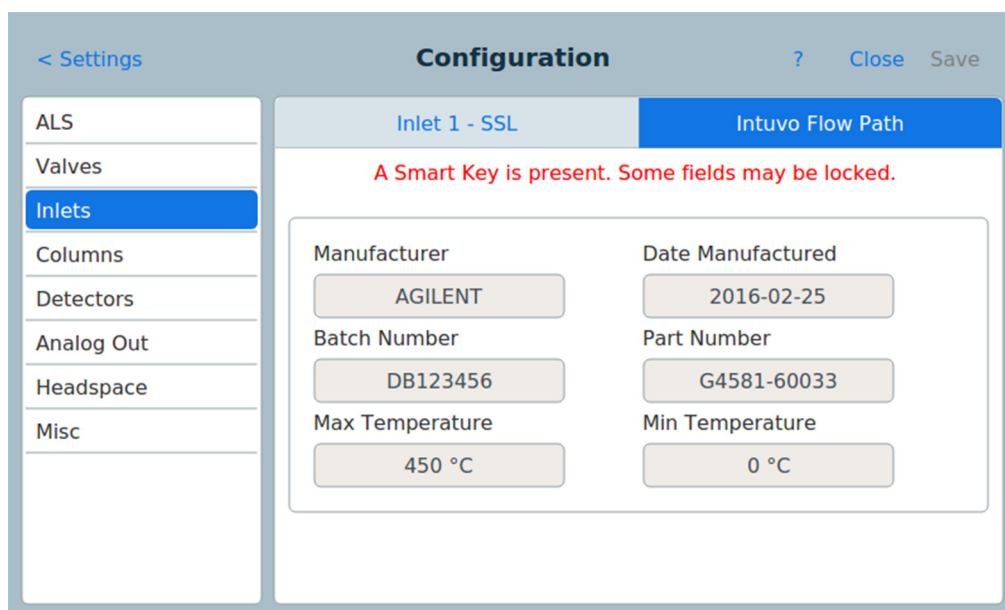 < Settings
Configuration
?
Close
Save
ALS
Valves
Inlets
Columns
Detectors
Analog Out
Headspace
Misc
Inlet 1 - SSL
Intuvo Flow Path
A Smart Key is present. Some fields may be locked.
Manufacturer
AGILENT
Date Manufactured
2016-02-25
Batch Number
DB123456
Part Number
G4581-60033
Max Temperature
450 °C
Min Temperature
0 °C